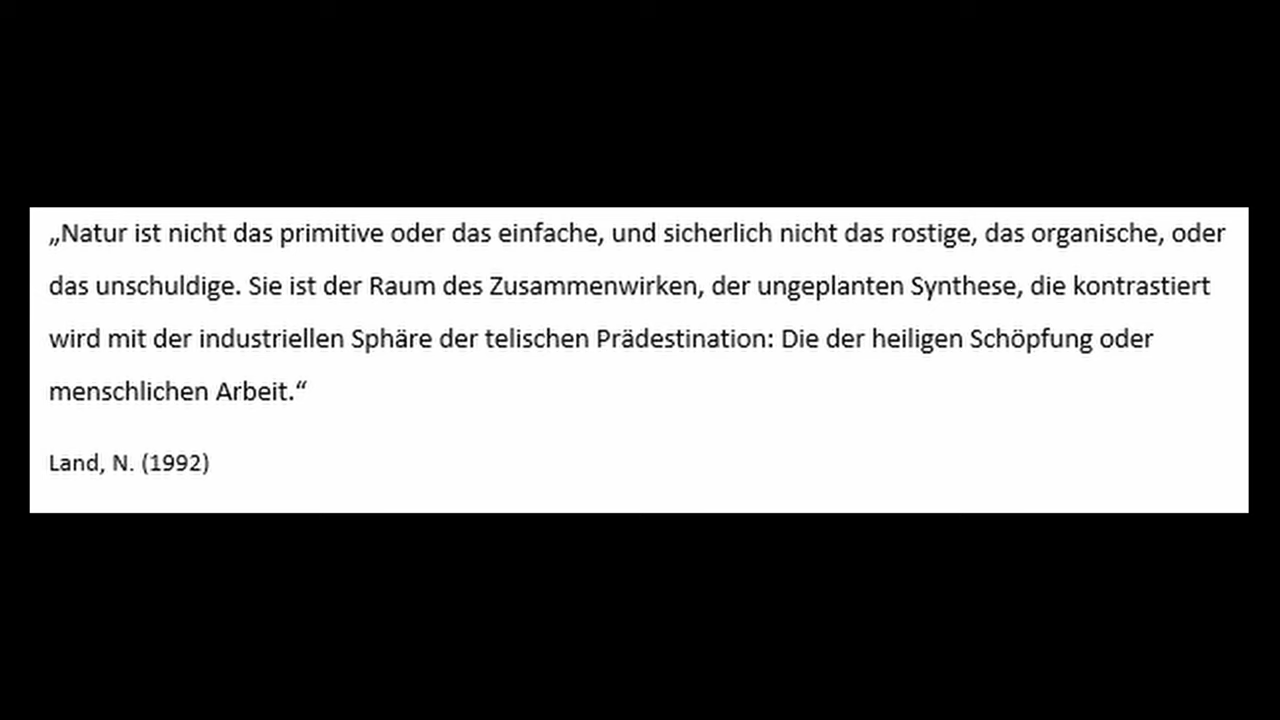 „Natur ist nicht das primitive oder das einfache, und sicherlich nicht das rostige, das organische, oder
das unschuldige. Sie ist der Raum des Zusammenwirken, der ungeplanten Synthese, die kontrastiert
wird mit der industriellen Sphäre der telischen Prädestination: Die der heiligen Schöpfung oder
menschlichen Arbeit.“
Land, N. (1992)